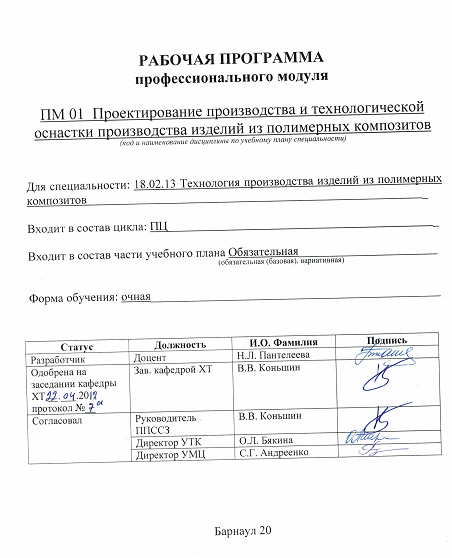 РАБОЧАЯ ПРОГРАММА
профессионального модуля
ПМ 01 Проектирование производства и технологической
оснастки производства изделий из полимерных композитов
(код и наименование дисциплины по учебному плану специальности)
Для специальности: 18.02.13 Технология производства изделий из полимерных
композитов
Входит в состав цикла: ПЦ
Входит в состав части учебного плана Обязательная
(обязательная (базовая), вариативная)
Форма обучения: очная
Статус Должность И.О. Фамилия Подпись
Разработчик Доцент Н.Л. Пантелеева
Одобрена на Зав. кафедрой ХТ В.В. Коньшин
заседании кафедры
ХТ 22.04.2019
протокол № 7
Согласовал Руководитель В.В. Коньшин
ППССЗ
Директор УТК О.Л. Бякина
Директор УМЦ С.Г. Андреенко
Барнаул 20